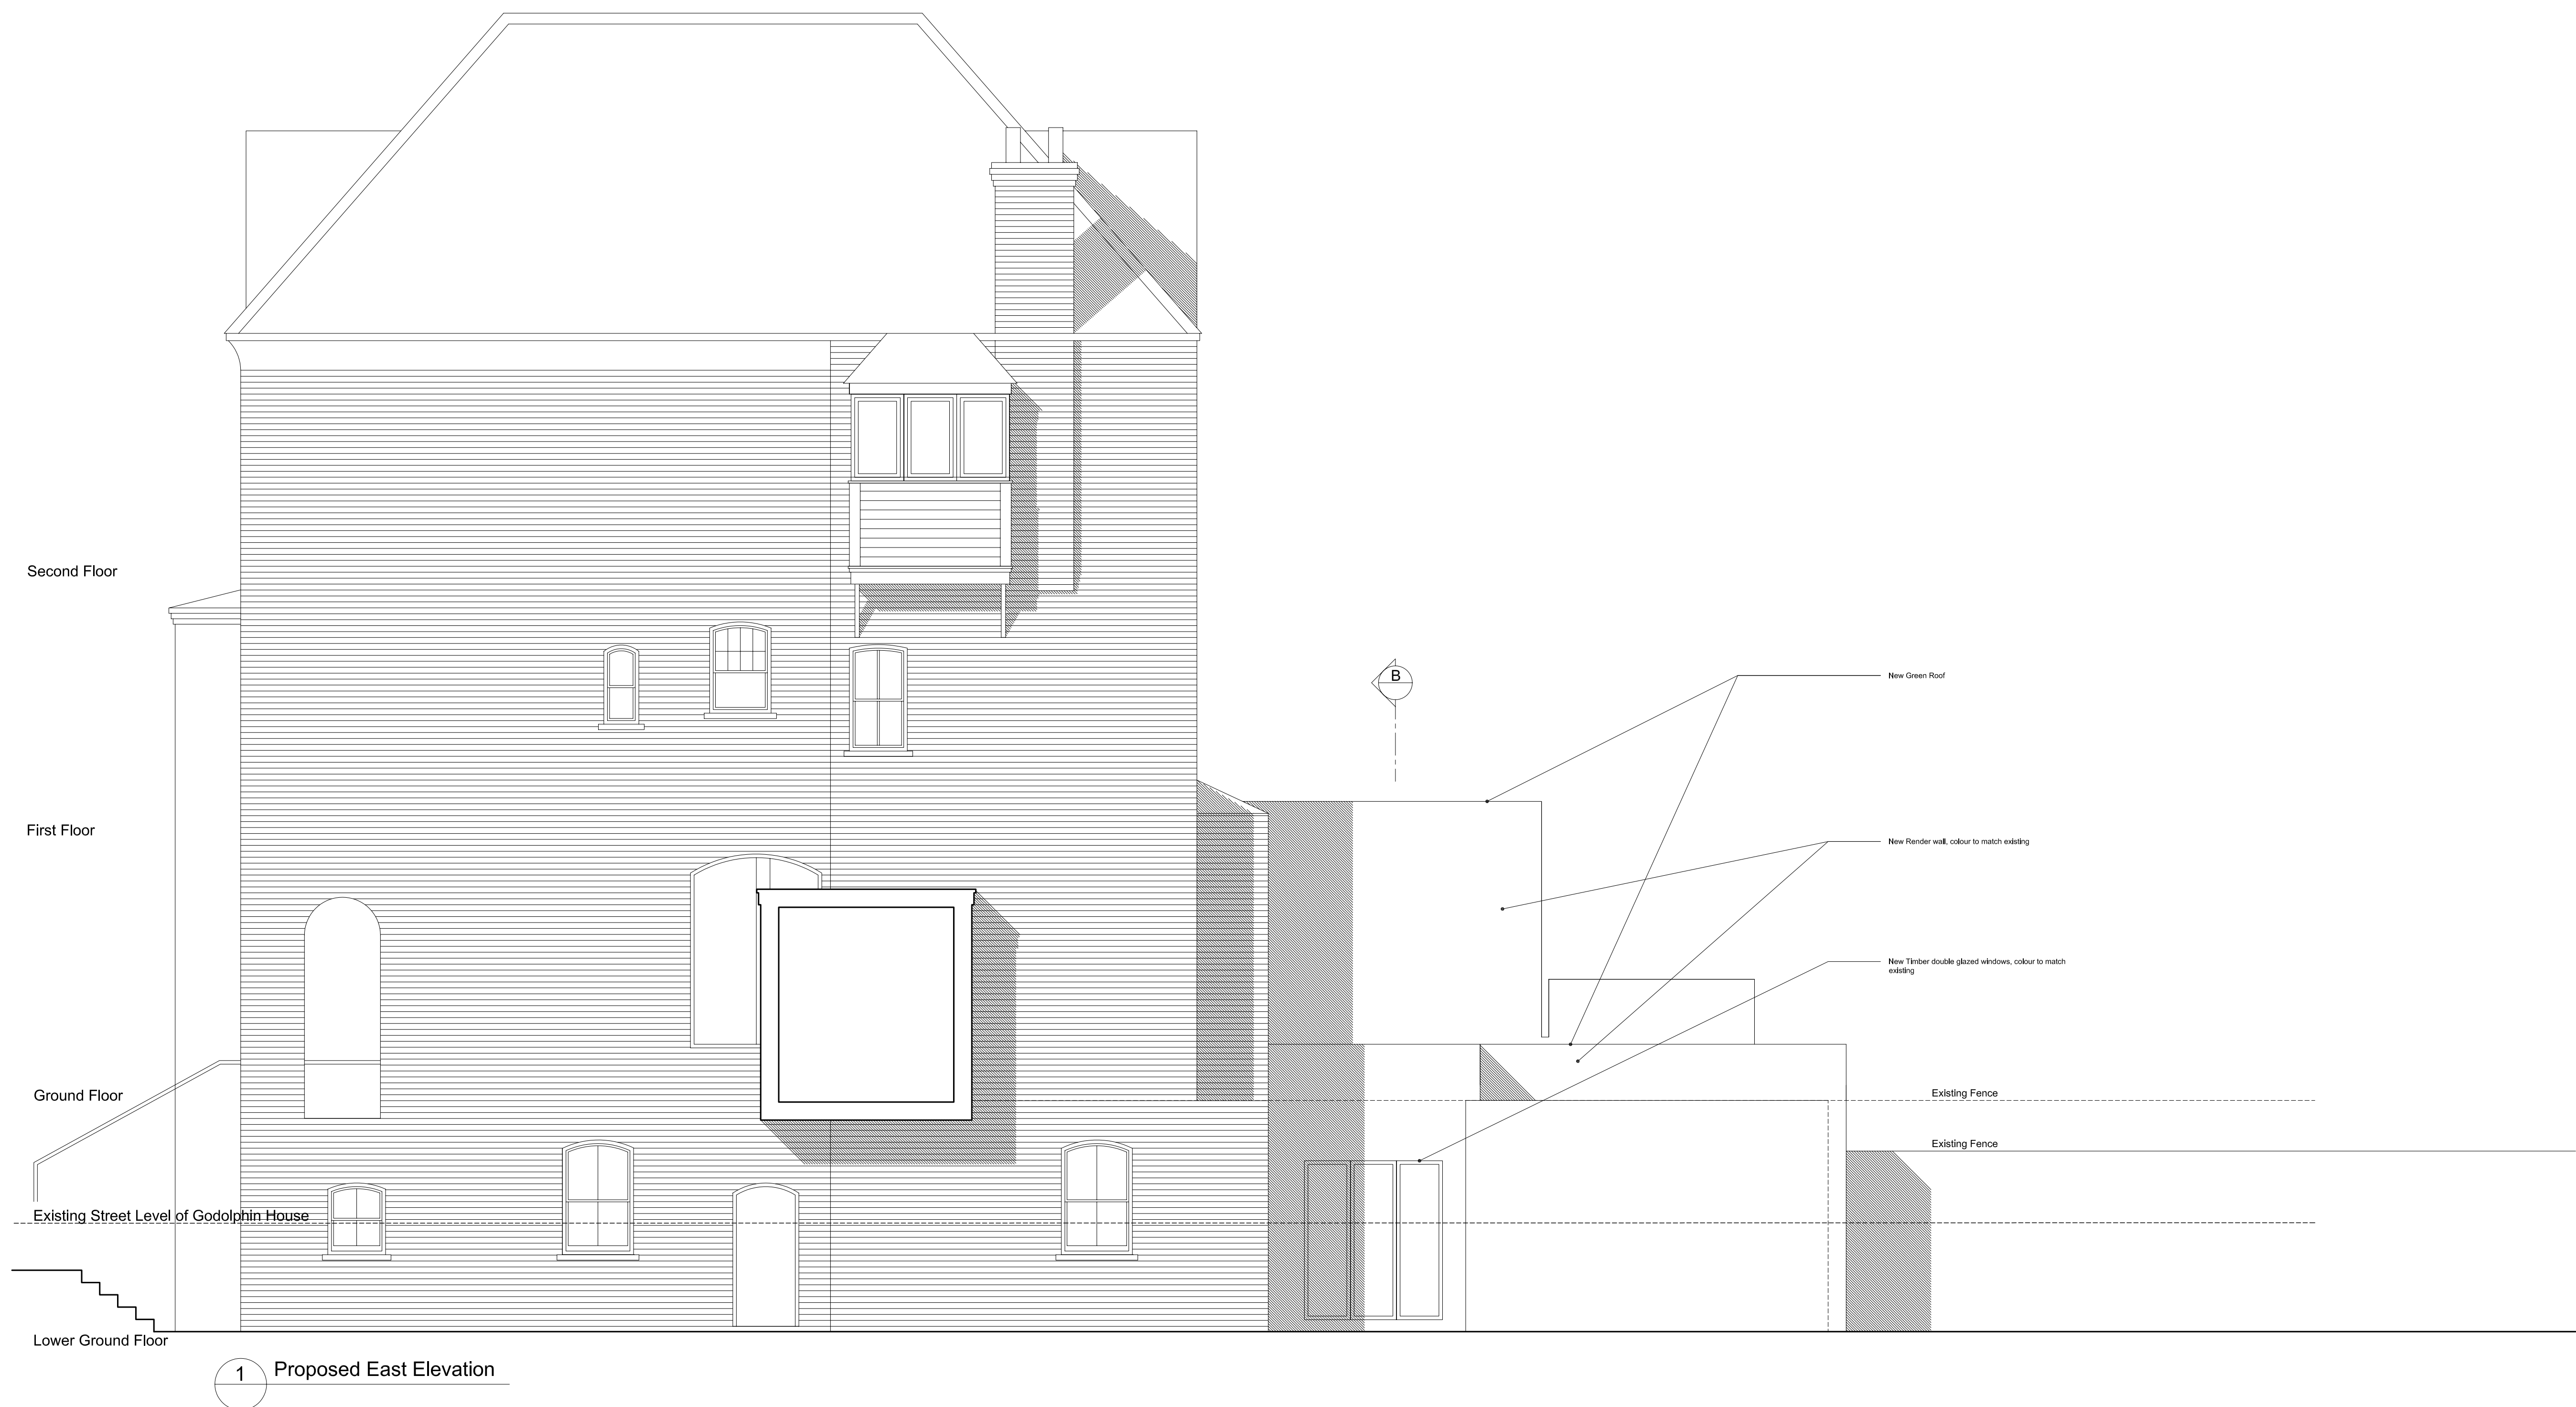 Second Floor
B
New Green Roof
First Floor
New Render wall, colour to match existing
New Timber double glazed windows, colour to match
existing
Ground Floor
Existing Fence
Existing Fence
Existing Street Level of Godolphin House
Lower Ground Floor
1
Proposed East Elevation